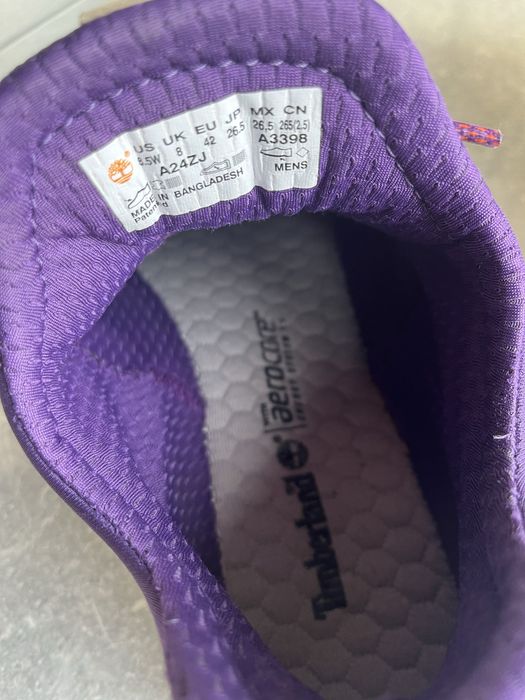 US UK EU JP MX CN
8.5W 8 42 26.5 26.5 265(2.5)
A24ZJ A3398
MADE IN BANGLADESH MENS
Timberland
aerocore